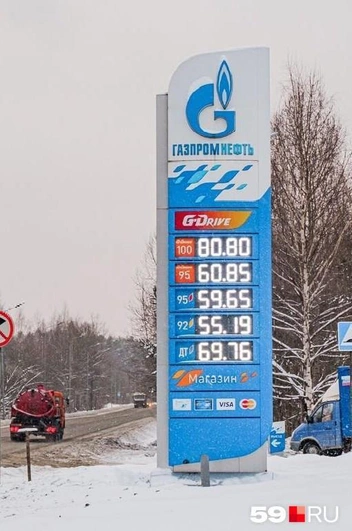 ГАЗПРОМНЕФТЬ
G-DRIVE
100 80.80
95 60.85
95 59.65
92 55.19
ДТ 69.76
Магазин
VISA
59.RU